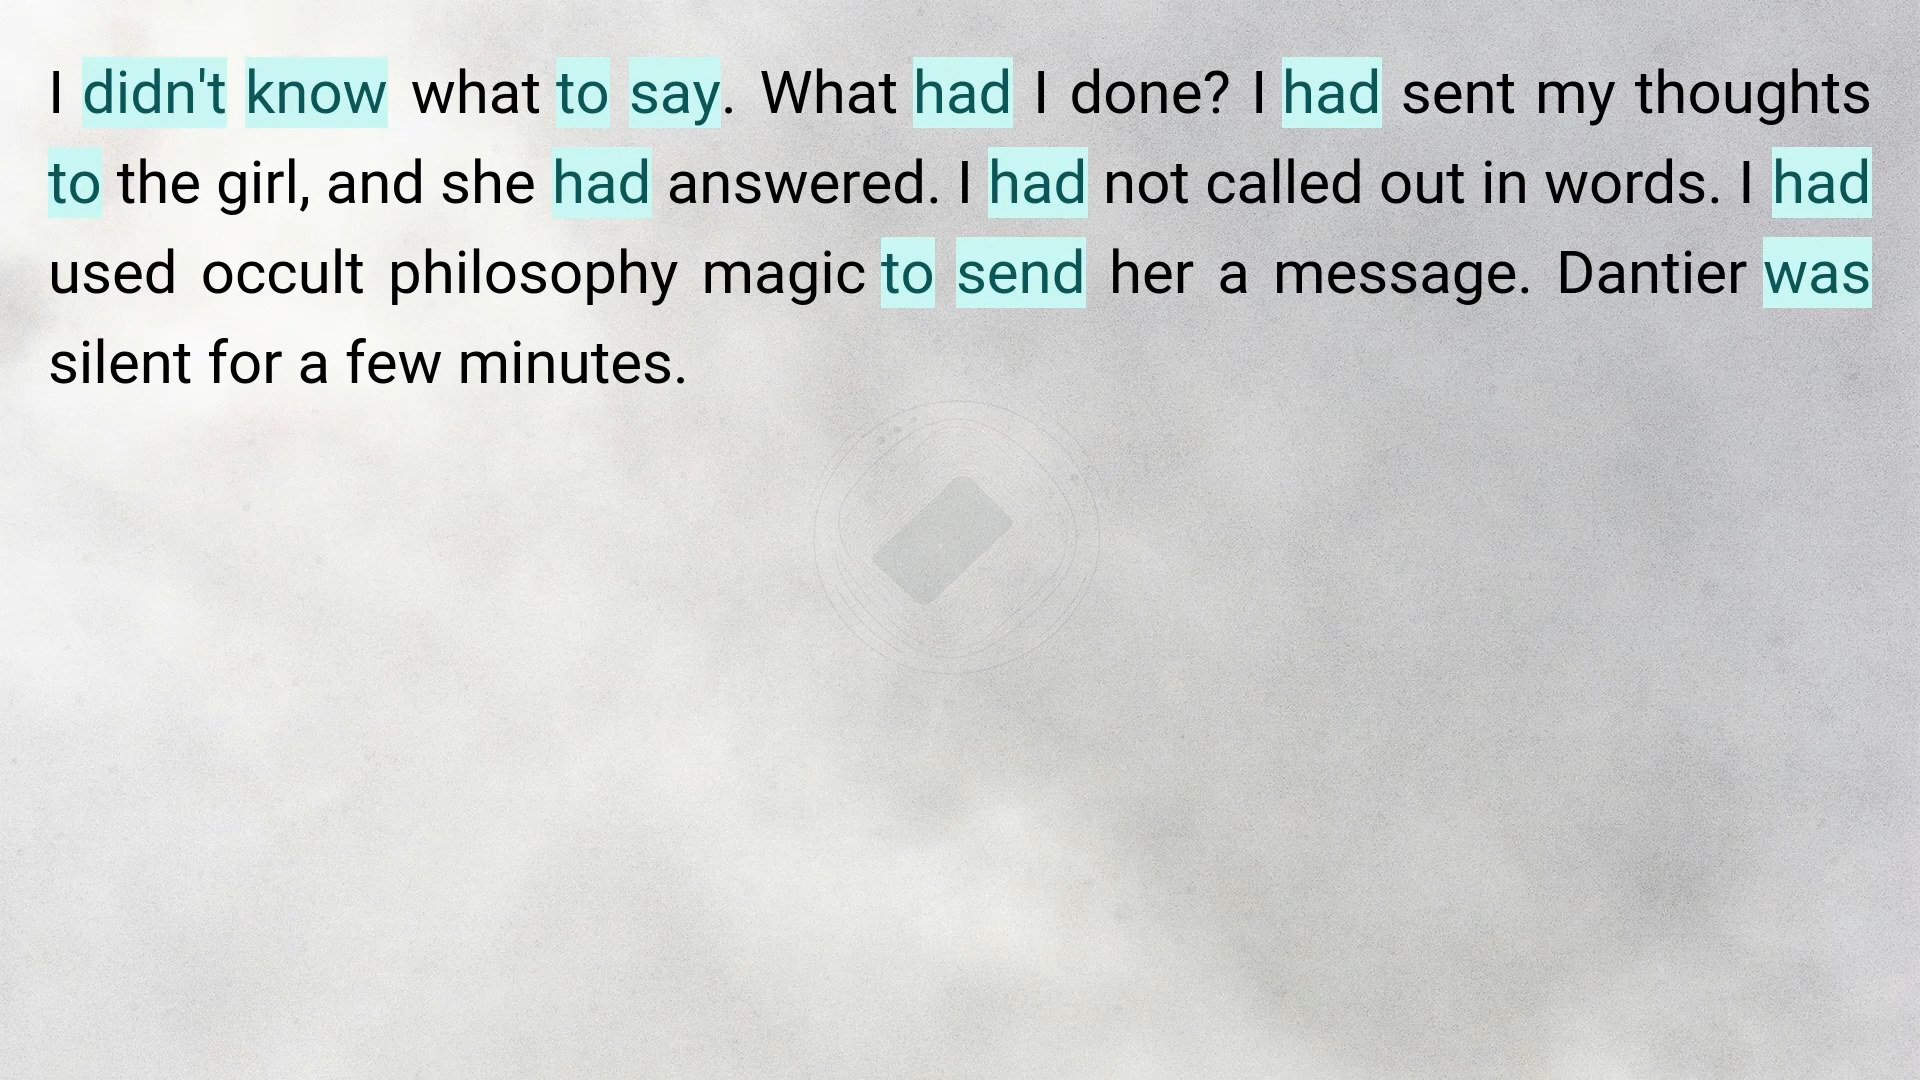 I didn't know what to say. What had I done? I had sent my thoughts
to the girl, and she had answered. I had not called out in words. I had
used occult philosophy magic to send her a message. Dantier was
silent for a few minutes.